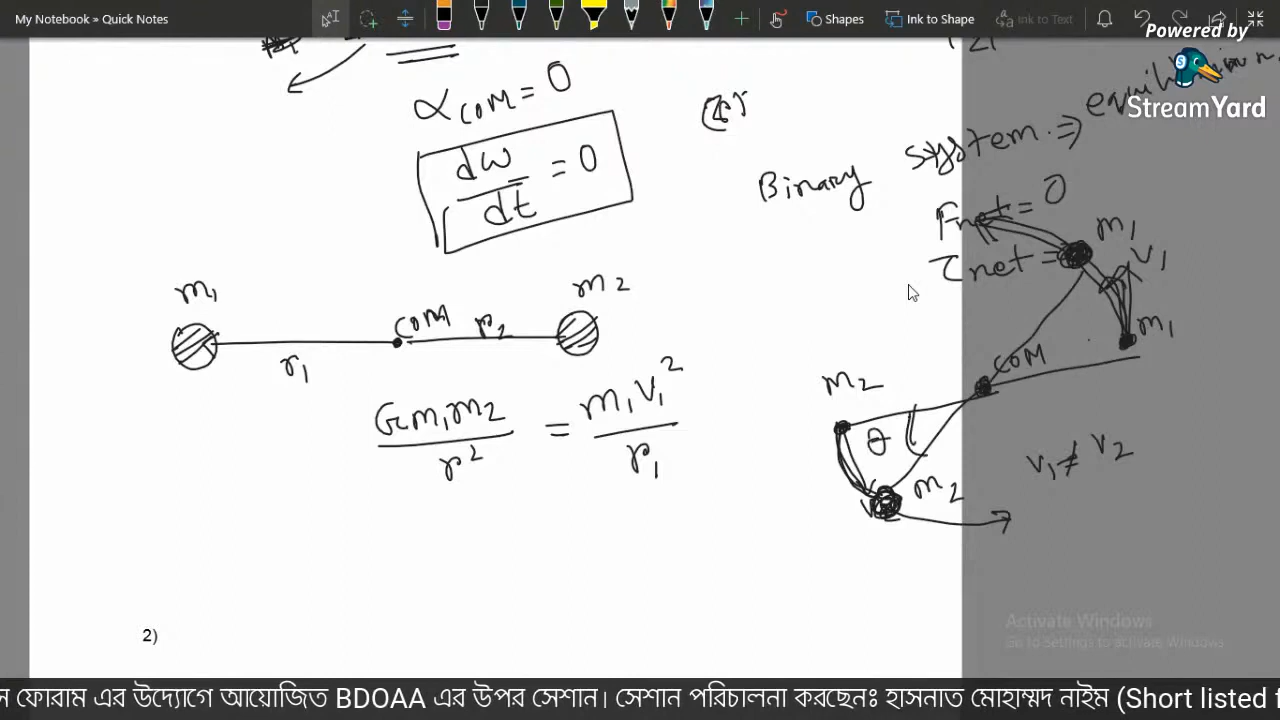 My Notebook » Quick Notes
Shapes
Ink to Shape
Ink to Text
Powered by
StreamYard
α COM = 0
dω/dt = 0
Binary system. ⇒ equilibrium
Fnet = 0
τ net =
m1
v1
m1
COM
m2
θ
m2
v1 ≠ v2
m1
COM
m2
r1
r2
Gm1m2/r² = m1v1²/r1
2)
Activate Windows
Go to Settings to activate Windows.
ফোরাম এর উদ্যোগে আয়োজিত BDOAA এর উপর সেশান। সেশান পরিচালনা করছেনঃ হাসনাত মোহাম্মদ নাইম (Short listed